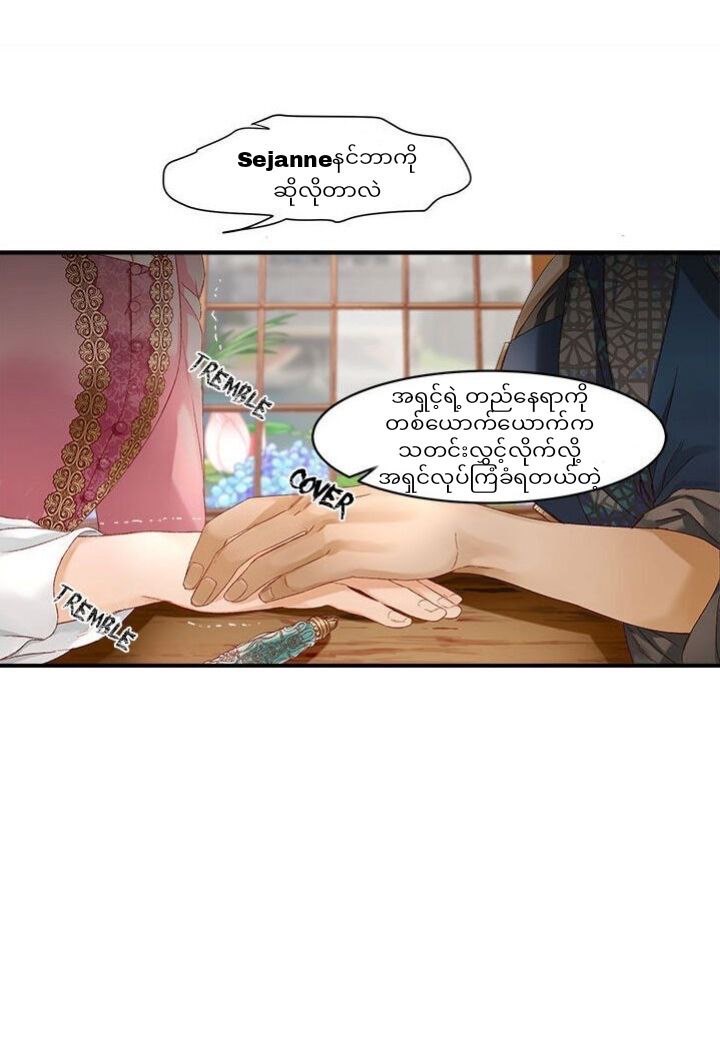 Sejanneနင်ဘာကို
ဆိုလိုတာလဲ
TREMBLE
အရှင့်ရဲ့ တည်နေရာကို
တစ်ယောက်ယောက်က
သတင်းလွှင့်လိုက်လို့
အရှင်လုပ်ကြံခံရတယ်တဲ့
COVER
TREMBLE